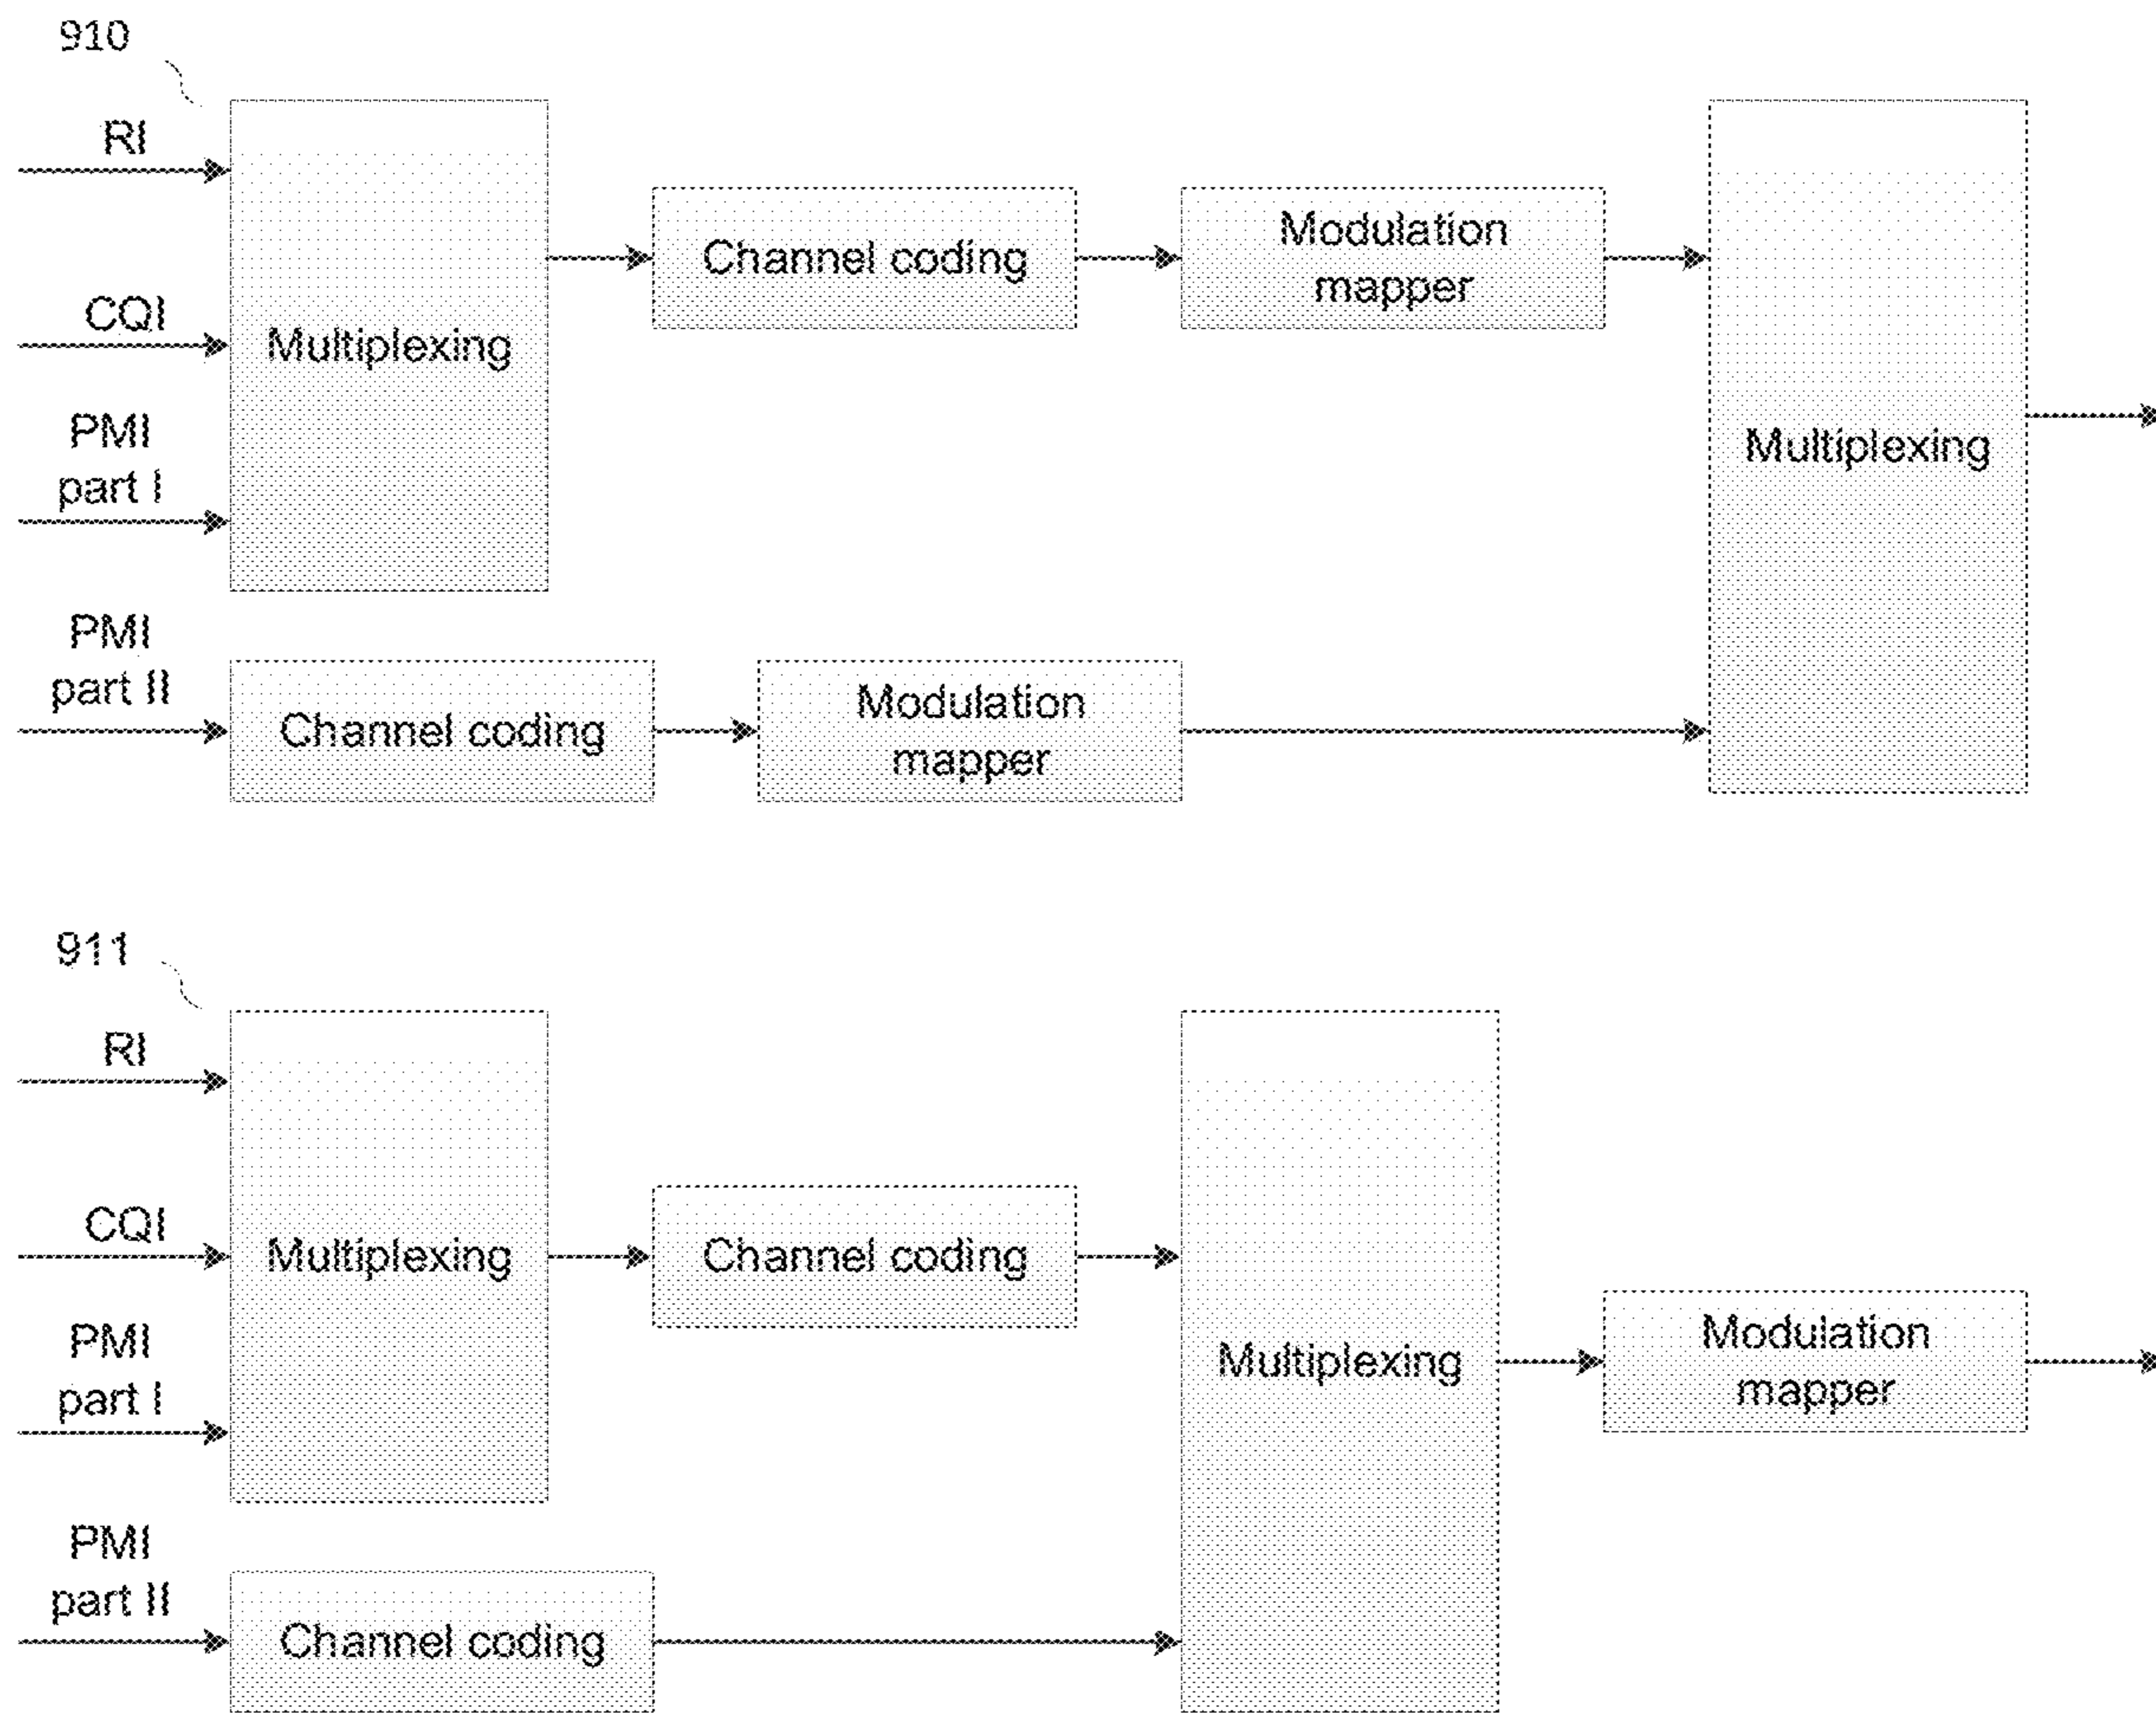 910
RI
CQI
PMI
part I
PMI
part II
Multiplexing
Channel coding
Modulation
mapper
Channel coding
Modulation
mapper
Multiplexing
911
RI
CQI
PMI
part I
PMI
part II
Multiplexing
Channel coding
Channel coding
Multiplexing
Modulation
mapper